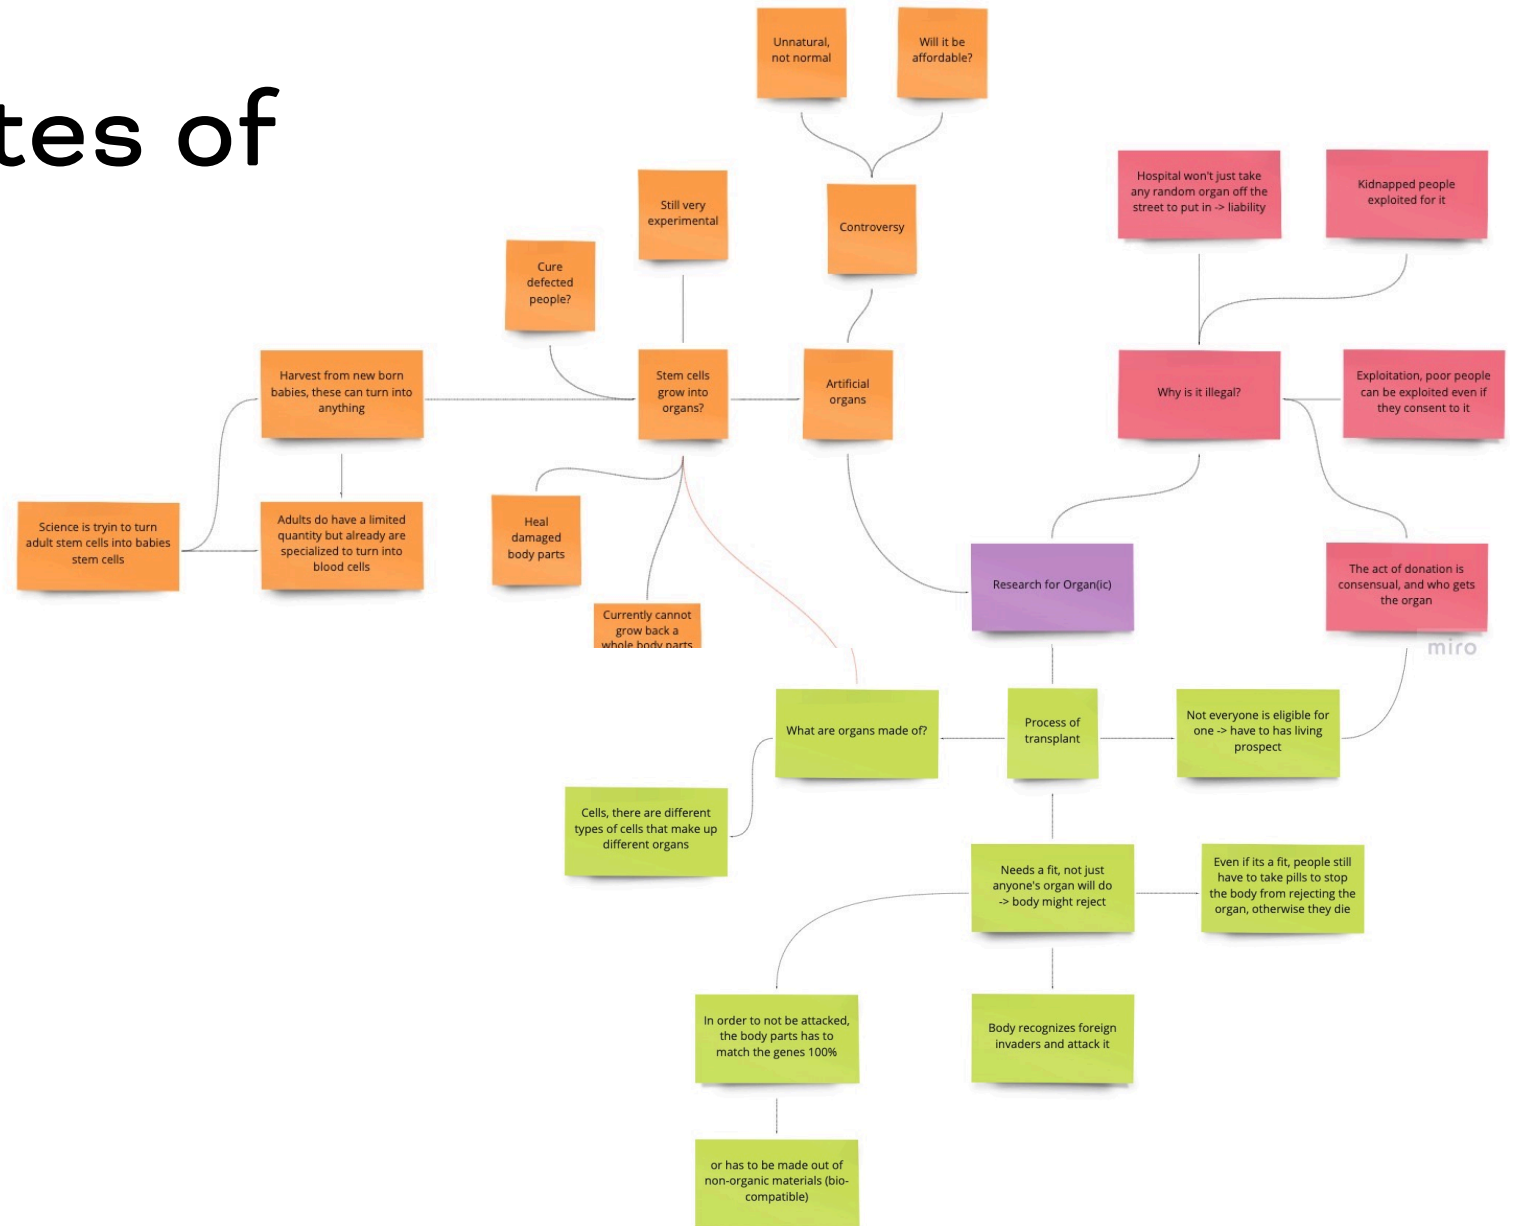 tes of
Unnatural,
not normal
Will it be
affordable?
Still very
experimental
Controversy
Hospital won't just take
any random organ off the
street to put in -> liability
Kidnapped people
exploited for it
Cure
defected
people?
Harvest from new born
babies, these can turn into
anything
Stem cells
grow into
organs?
Artificial
organs
Why is it illegal?
Exploitation, poor people
can be exploited even if
they consent to it
Science is tryin to turn
adult stem cells into babies
stem cells
Adults do have a limited
quantity but already are
specialized to turn into
blood cells
Heal
damaged
body parts
Research for Organ(ic)
The act of donation is
consensual, and who gets
the organ
Currently cannot
grow back a
whole body parts
miro
What are organs made of?
Process of
transplant
Not everyone is eligible for
one -> have to has living
prospect
Cells, there are different
types of cells that make up
different organs
Needs a fit, not just
anyone's organ will do
-> body might reject
Even if its a fit, people still
have to take pills to stop
the body from rejecting the
organ, otherwise they die
In order to not be attacked,
the body parts has to
match the genes 100%
Body recognizes foreign
invaders and attack it
or has to be made out of
non-organic materials (bio-
compatible)